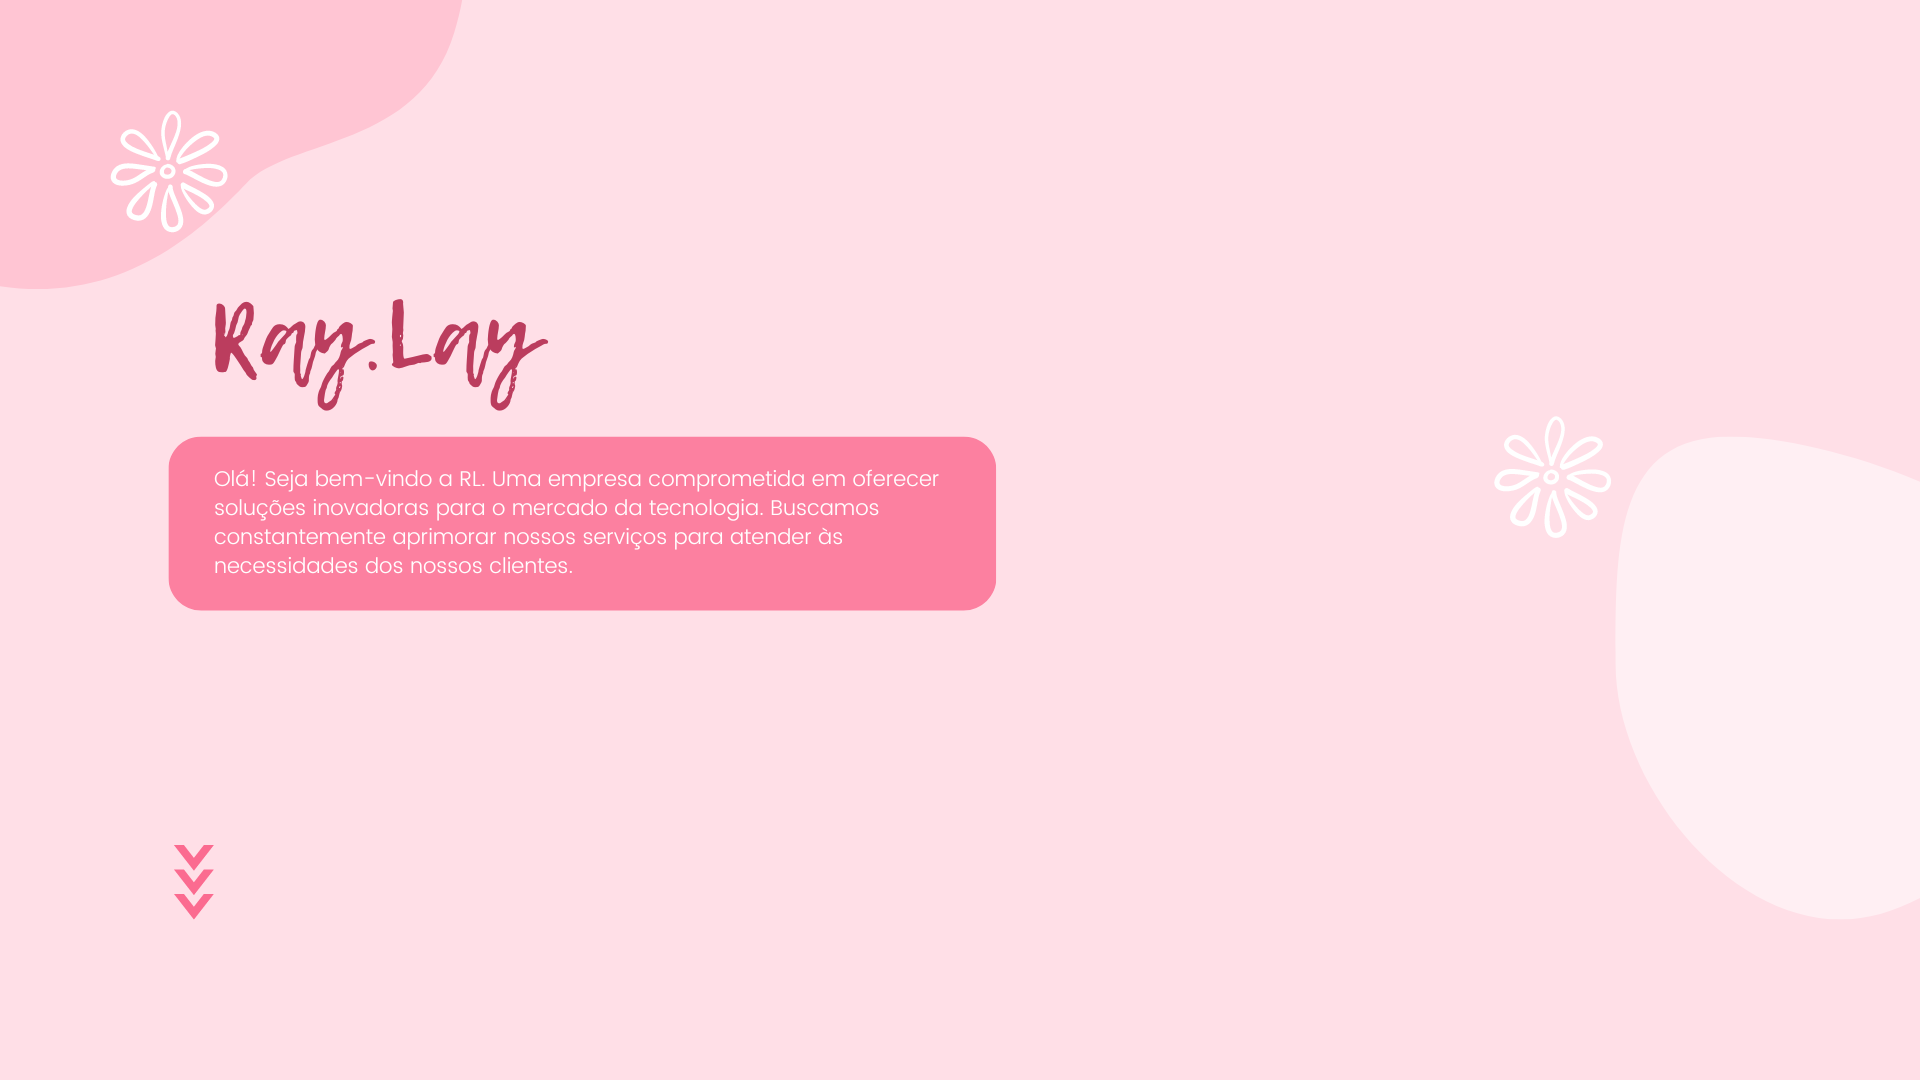 Ray.Lay
Olá! Seja bem-vindo a RL. Uma empresa comprometida em oferecer
soluções inovadoras para o mercado da tecnologia. Buscamos
constantemente aprimorar nossos serviços para atender às
necessidades dos nossos clientes.